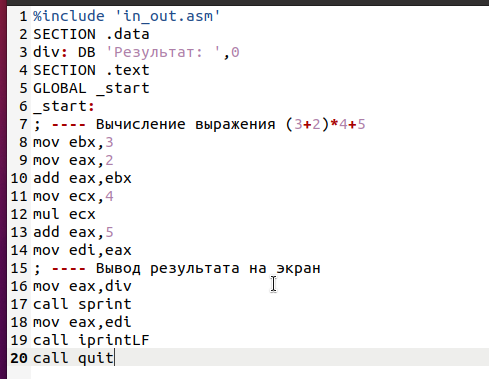 1 %include 'in_out.asm'
2 SECTION .data
3 div: DB 'Результат: ',0
4 SECTION .text
5 GLOBAL _start
6 _start:
7 ; ---- Вычисление выражения (3+2)*4+5
8 mov ebx,3
9 mov eax,2
10 add eax,ebx
11 mov ecx,4
12 mul ecx
13 add eax,5
14 mov edi,eax
15 ; ---- Вывод результата на экран
16 mov eax,div
17 call sprint
18 mov eax,edi
19 call iprintLF
20 call quit